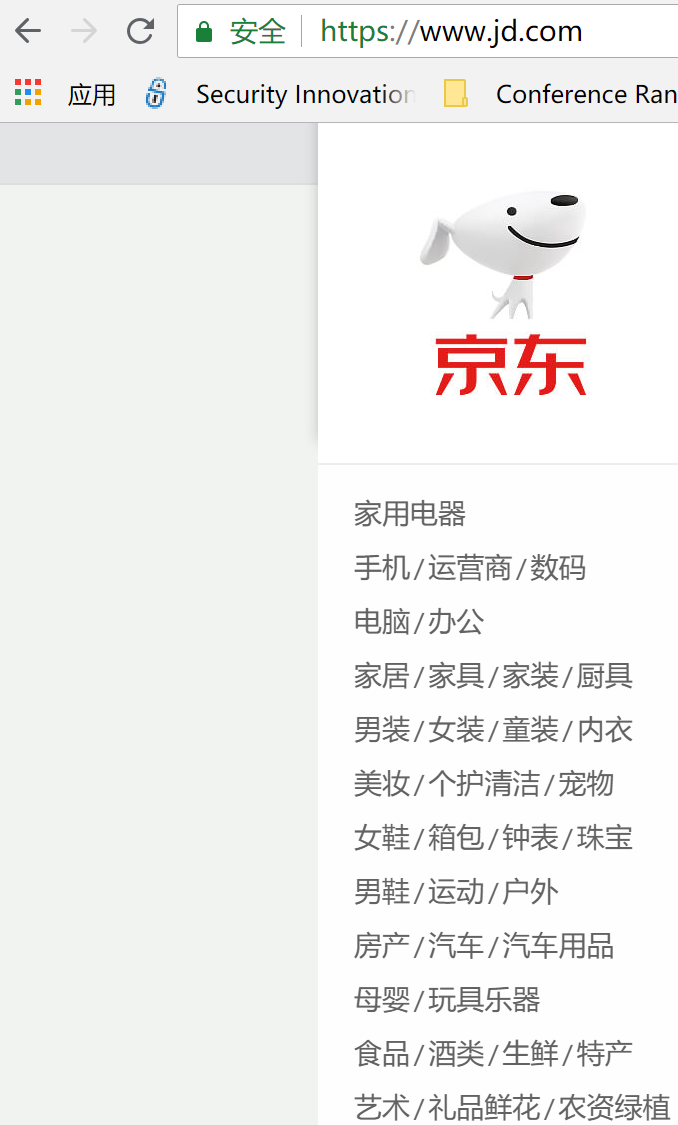 安全 https://www.jd.com
应用 Security Innovation Conference Ran
京东
家用电器
手机/运营商/数码
电脑/办公
家居/家具/家装/厨具
男装/女装/童装/内衣
美妆/个护清洁/宠物
女鞋/箱包/钟表/珠宝
男鞋/运动/户外
房产/汽车/汽车用品
母婴/玩具乐器
食品/酒类/生鲜/特产
艺术/礼品鲜花/农资绿植